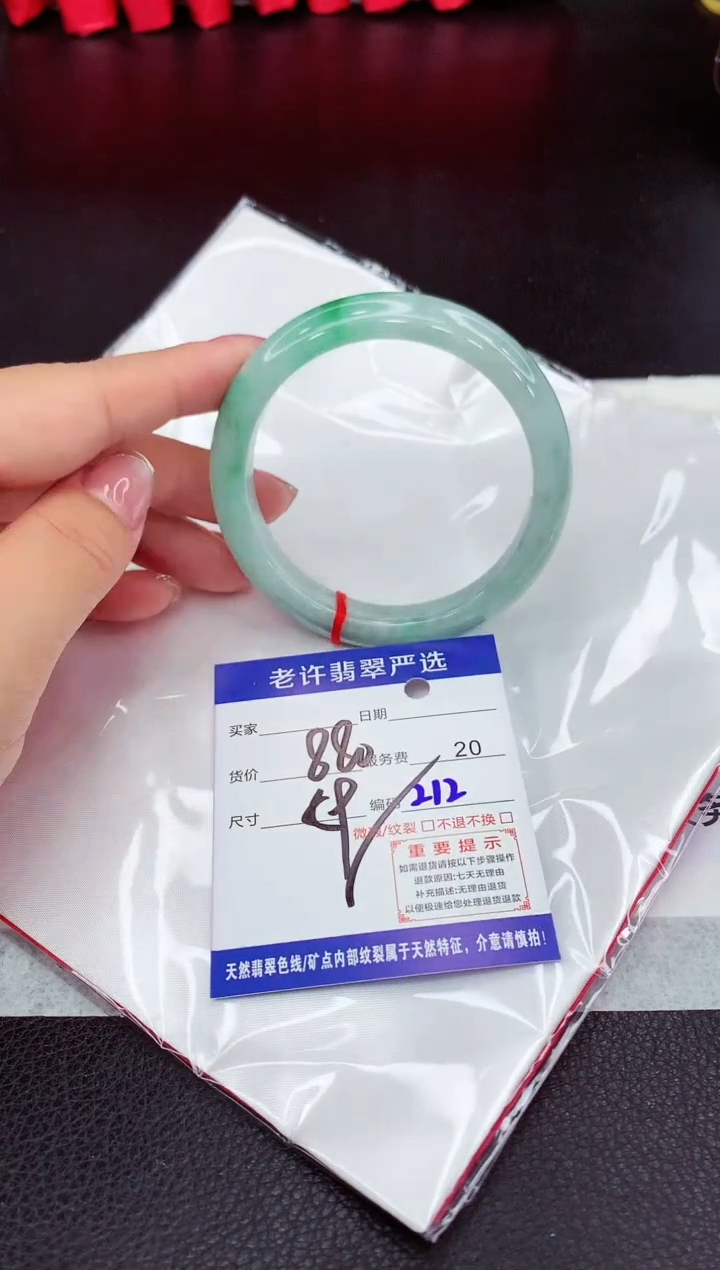 老许翡翠严选
买家 日期
货价 880 服务费 20
尺寸 编码 212
微瑕/纹裂 □不退不换 □
重要提示
如需退货请按以下步骤操作
退款原因:七天无理由
补充描述:无理由退货
以便极速给您处理退货退款
天然翡翠色线/矿点内部纹裂属于天然特征，介意请慎拍!